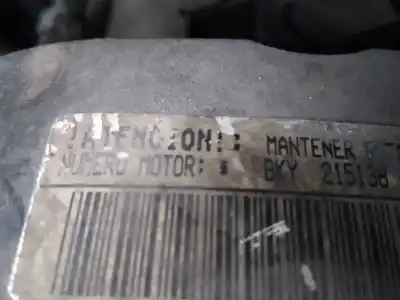 ¡ATENCION!: MANTENER
NUMERO MOTOR: * BKY 215138